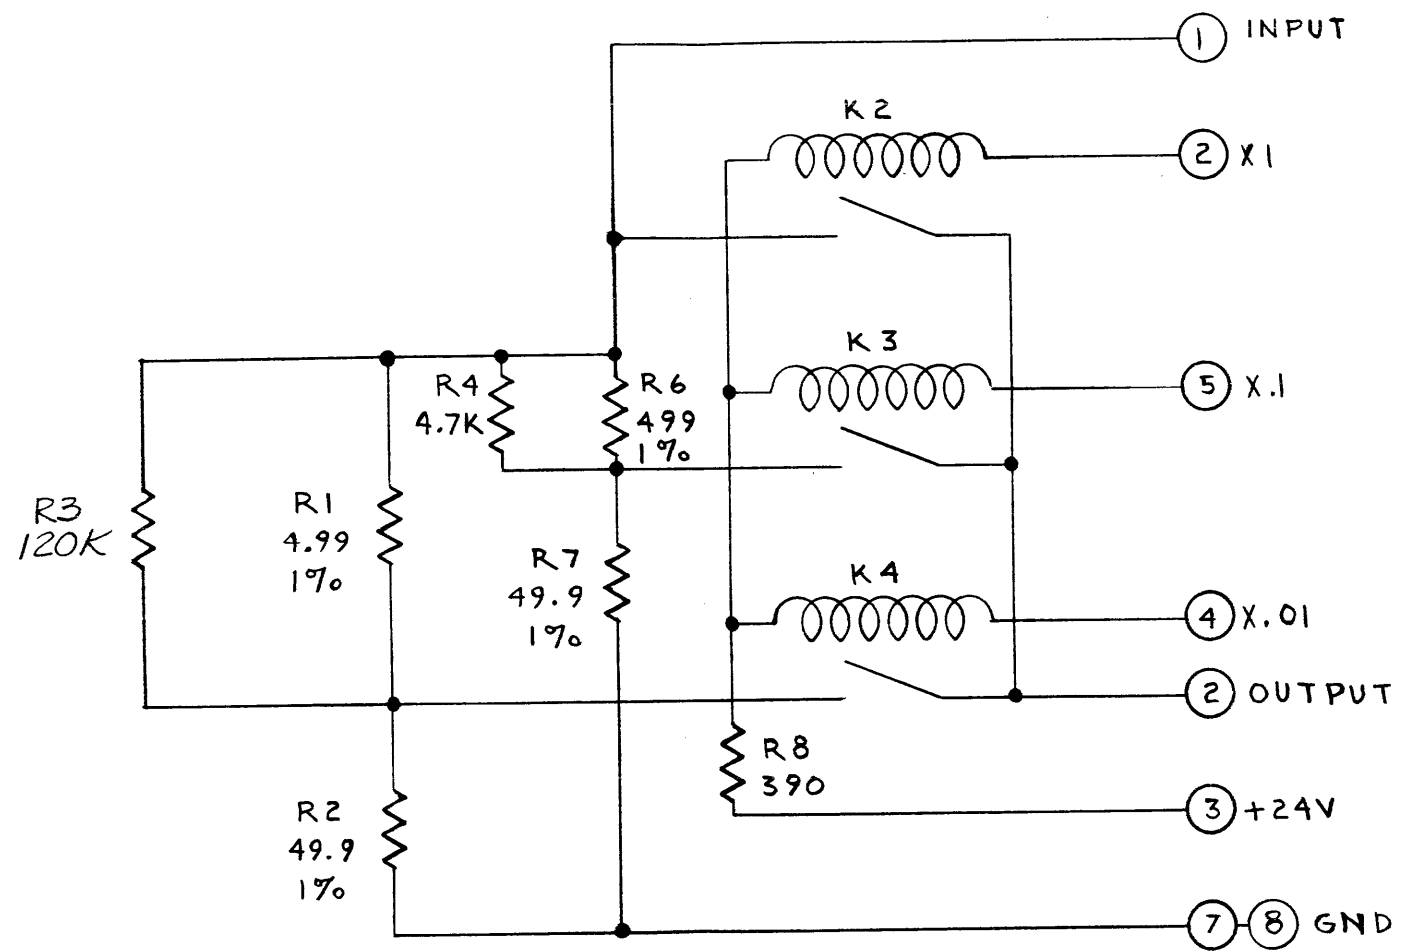 1 INPUT
K2
2 X1
K3
5 X.1
R4
4.7K
R6
499
1%
R3
120K
R1
4.99
1%
R7
49.9
1%
K4
4 X.01
2 OUTPUT
R8
390
3 +24V
R2
49.9
1%
7 8 GND